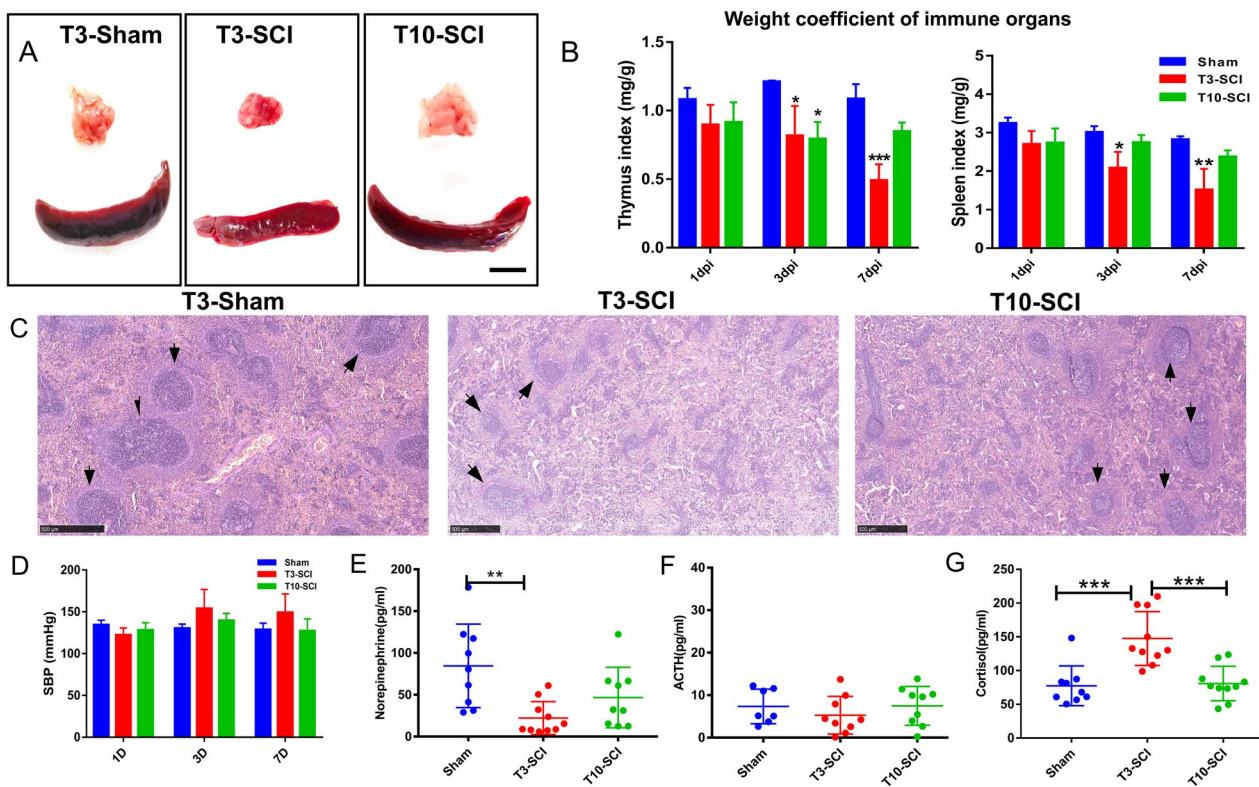 A
T3-Sham
T3-SCI
T10-SCI
Weight coefficient of immune organs
B
Thymus index (mg/g)
1.5
1.0
0.5
0.0
* * ***
1dpi 3dpi 7dpi
Spleen index (mg/g)
5
4
3
2
1
0
Sham
T3-SCI
T10-SCI
* **
1dpi 3dpi 7dpi
C
T3-Sham
T3-SCI
T10-SCI
500 μm
500 μm
500 μm
D
SBP (mmHg)
200
150
100
50
0
Sham
T3-SCI
T10-SCI
1D 3D 7D
E
Norepinephrine(pg/ml)
200
150
100
50
0
**
Sham T3-SCI T10-SCI
F
ACTH(pg/ml)
40
30
20
10
0
Sham T3-SCI T10-SCI
G
Cortisol(pg/ml)
250
200
150
100
50
0
*** ***
Sham T3-SCI T10-SCI